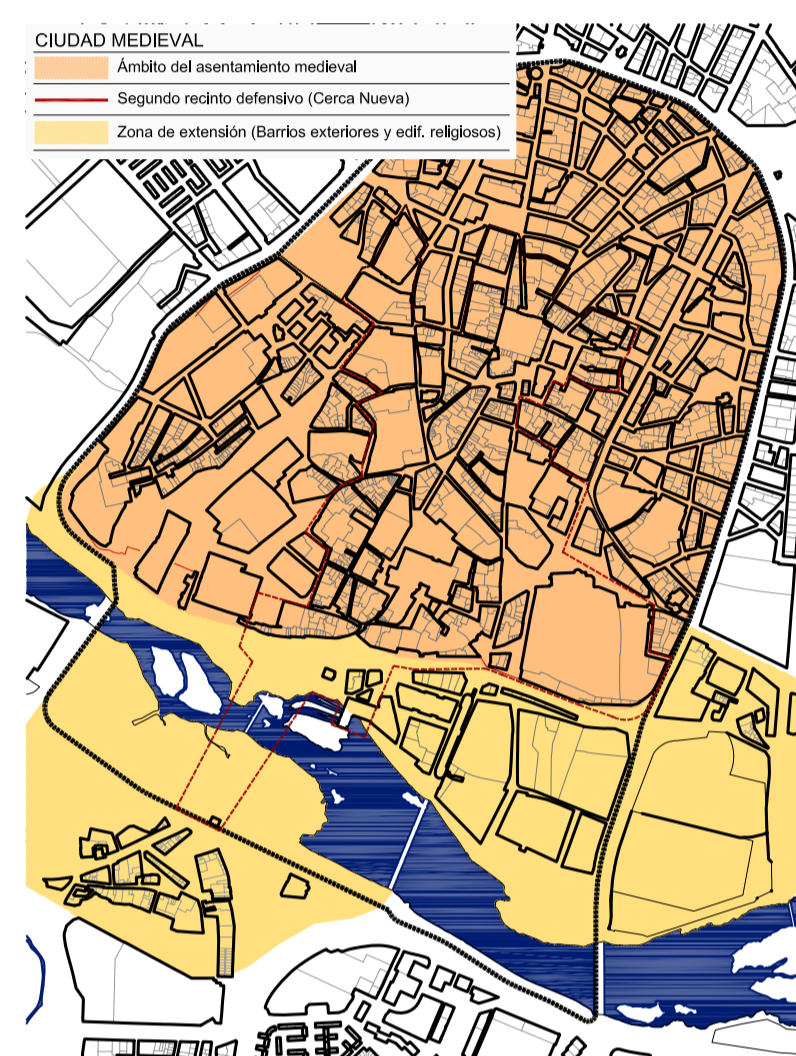 CIUDAD MEDIEVAL
Ámbito del asentamiento medieval
Segundo recinto defensivo (Cerca Nueva)
Zona de extensión (Barrios exteriores y edif. religiosos)